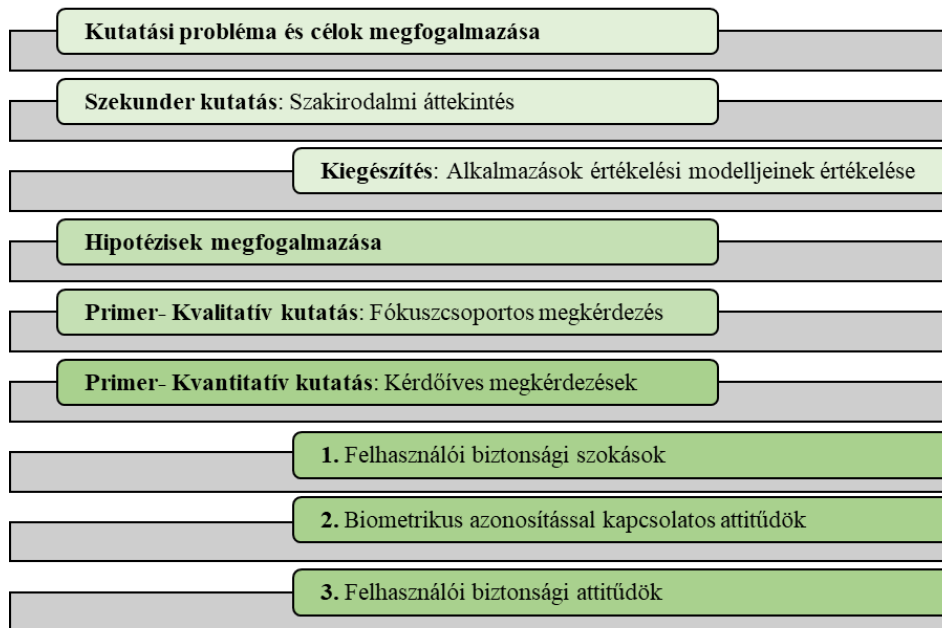 Kutatási probléma és célok megfogalmazása
Szekunder kutatás: Szakirodalmi áttekintés
Kiegészítés: Alkalmazások értékelési modelljeinek értékelése
Hipotézisek megfogalmazása
Primer- Kvalitatív kutatás: Fókuszcsoportos megkérdezés
Primer- Kvantitatív kutatás: Kérdőíves megkérdezések
1. Felhasználói biztonsági szokások
2. Biometrikus azonosítással kapcsolatos attitűdök
3. Felhasználói biztonsági attitűdök